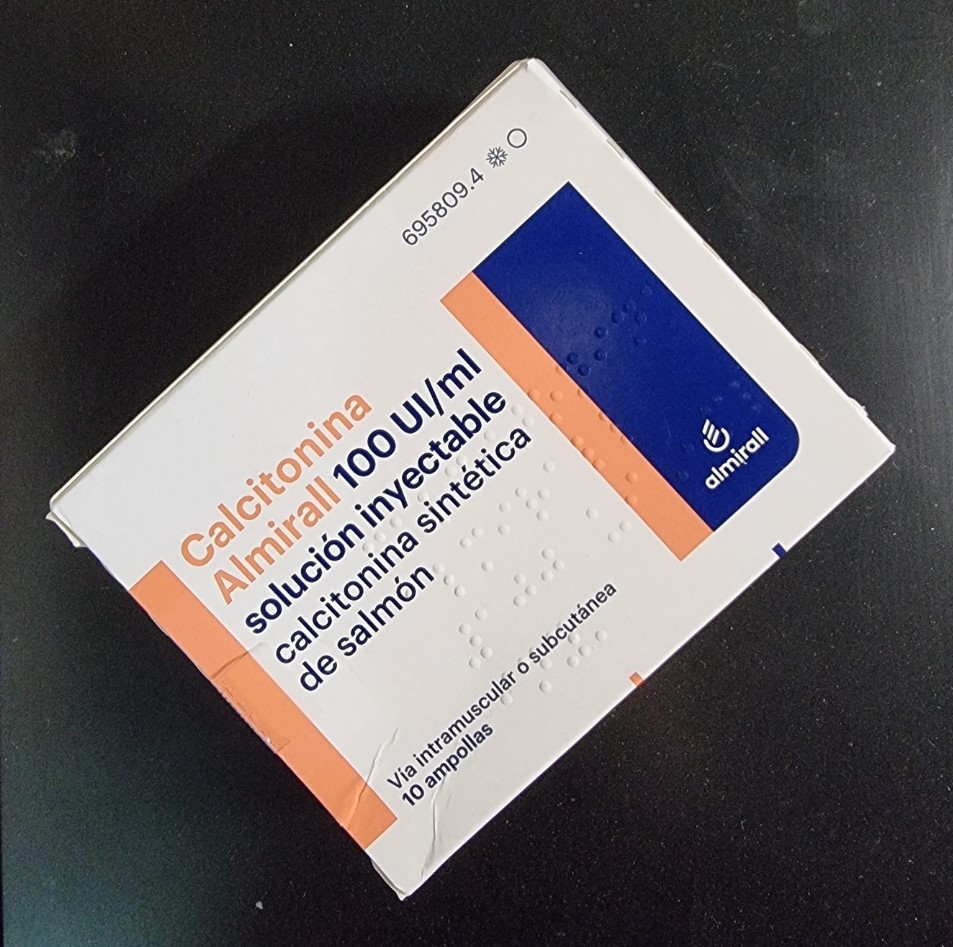 695809.4
Calcitonina
Almirall 100 UI/ml
solución inyectable
calcitonina sintética
de salmón
almirall
Vía intramuscular o subcutánea
10 ampollas